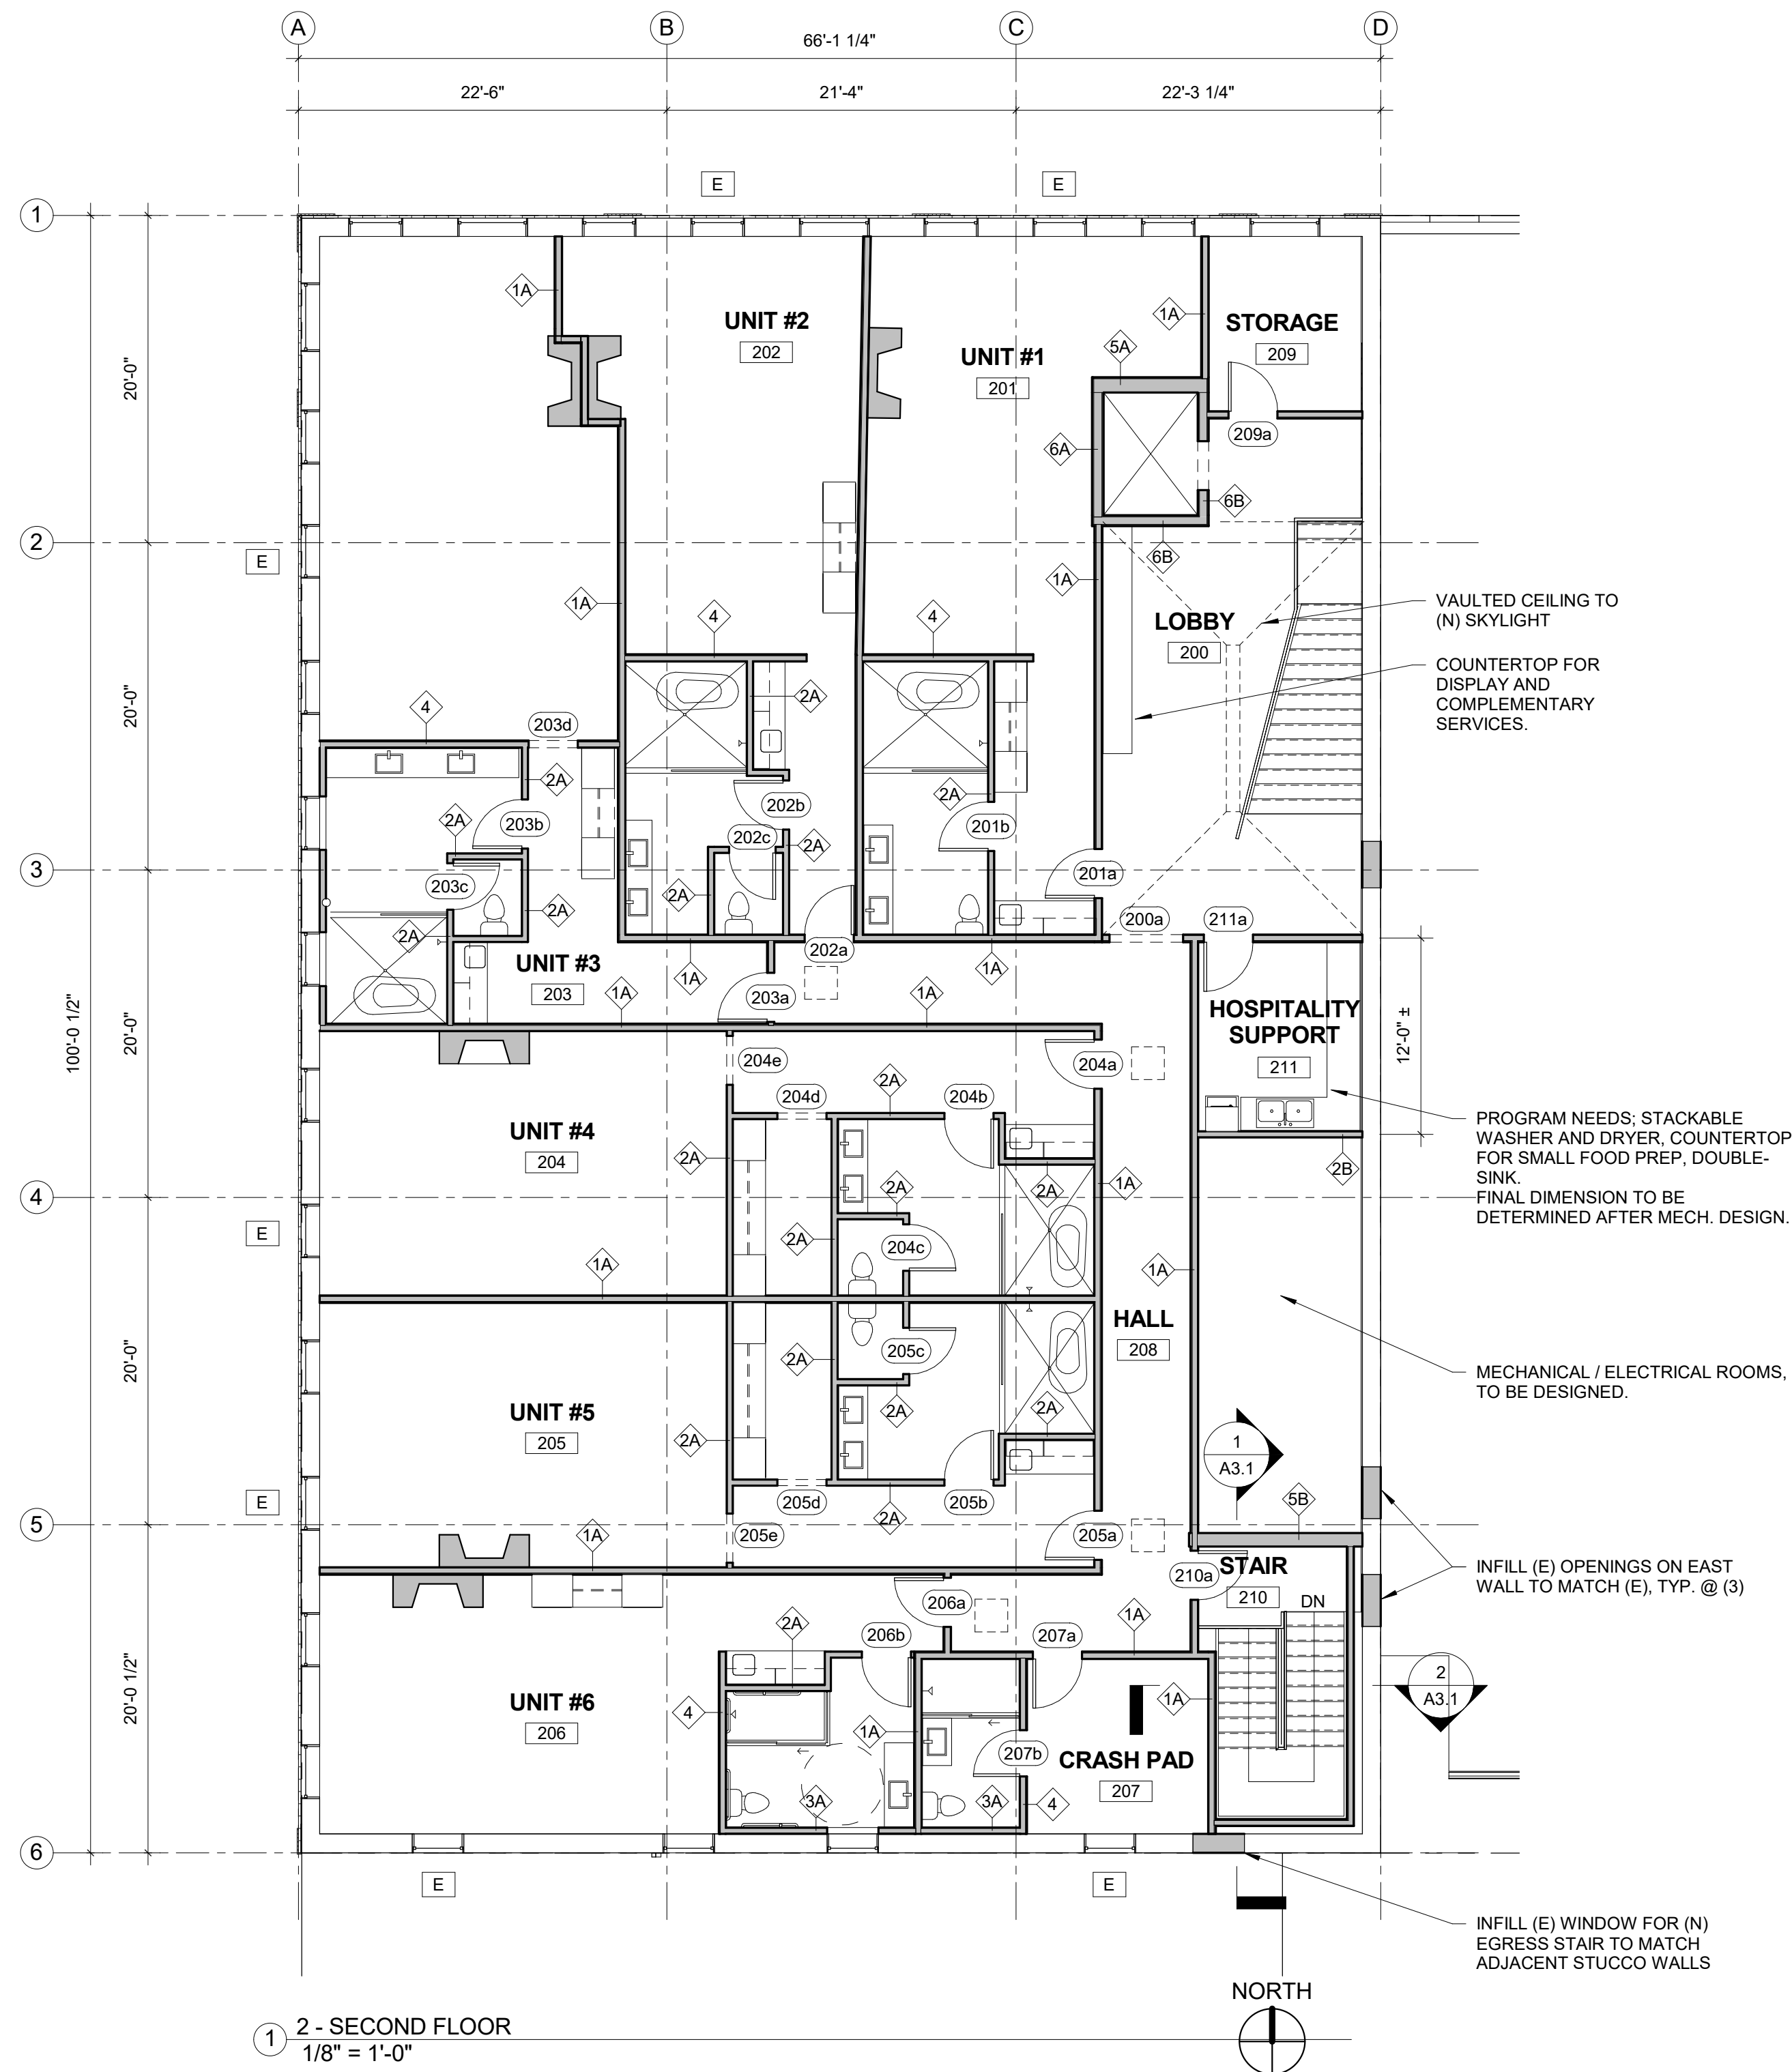 A
B
C
D
66'-1 1/4"
22'-6"
21'-4"
22'-3 1/4"
E
E
1
1A
UNIT #2
202
1A
STORAGE
209
5A
UNIT #1
201
20'-0"
209a
6A
6B
2
E
6B
1A
1A
VAULTED CEILING TO
(N) SKYLIGHT
4
4
LOBBY
200
COUNTERTOP FOR
DISPLAY AND
COMPLEMENTARY
SERVICES.
20'-0"
2A
4
203d
2A
2A
202b
2A
203b
201b
202c
2A
3
203c
201a
2A
2A
200a
211a
2A
202a
UNIT #3
203
1A
1A
1A
1A
203a
HOSPITALITY
SUPPORT
211
12'-0" ±
100'-0 1/2"
20'-0"
204e
204a
2A
204d
204b
PROGRAM NEEDS; STACKABLE
WASHER AND DRYER, COUNTERTOP
FOR SMALL FOOD PREP, DOUBLE-
SINK.
FINAL DIMENSION TO BE
DETERMINED AFTER MECH. DESIGN.
UNIT #4
204
2A
2B
2A
2A
1A
4
E
2A
204c
1A
1A
HALL
208
20'-0"
205c
2A
MECHANICAL / ELECTRICAL ROOMS,
TO BE DESIGNED.
UNIT #5
205
2A
2A
2A
1
A3.1
E
205d
205b
5B
5
2A
205e
205a
1A
STAIR
210
210a
DN
INFILL (E) OPENINGS ON EAST
WALL TO MATCH (E), TYP. @ (3)
206a
1A
2A
206b
207a
20'-0 1/2"
2
A3.1
UNIT #6
206
4
1A
1A
207b
CRASH PAD
207
3A
3A
4
6
E
E
INFILL (E) WINDOW FOR (N)
EGRESS STAIR TO MATCH
ADJACENT STUCCO WALLS
NORTH
1
2 - SECOND FLOOR
1/8" = 1'-0"